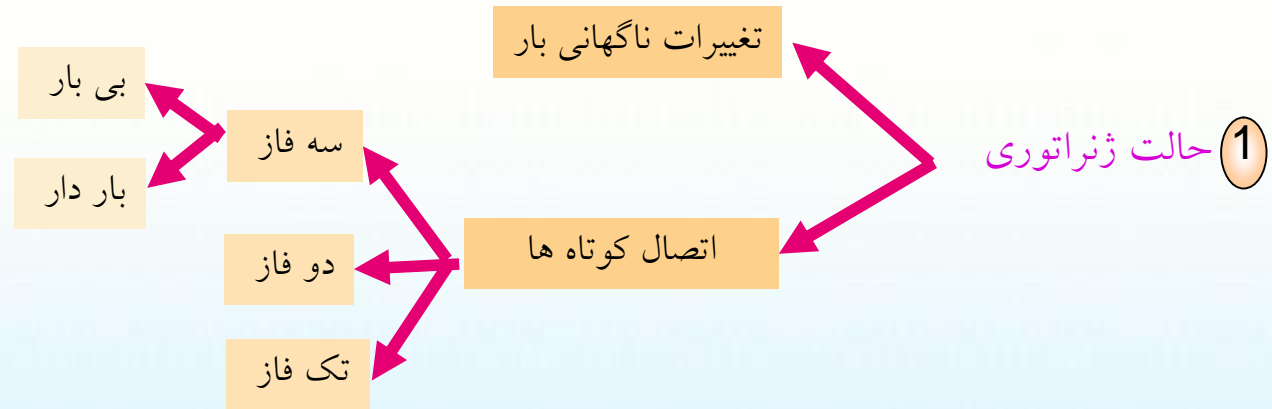 1 حالت ژنراتوری
تغییرات ناگهانی بار
اتصال کوتاه ها
سه فاز
بی بار
بار دار
دو فاز
تک فاز